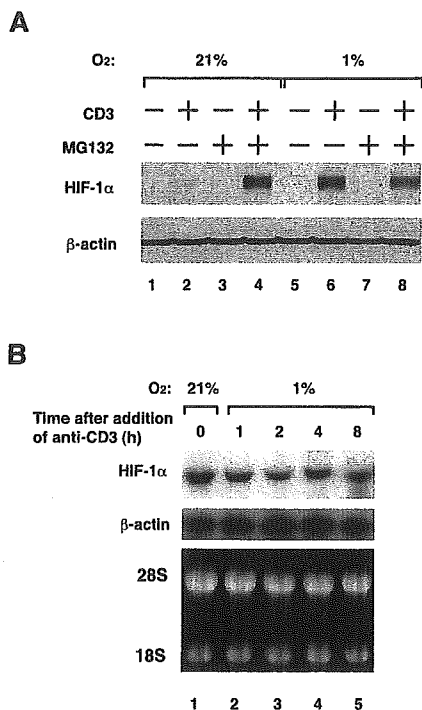 A
O₂: 21% 1%
CD3 − + − + − + − +
MG132 − − + + − − + +
HIF-1α
β-actin
1 2 3 4 5 6 7 8
B
O₂: 21% 1%
Time after addition
of anti-CD3 (h) 0 1 2 4 8
HIF-1α
β-actin
28S
18S
1 2 3 4 5